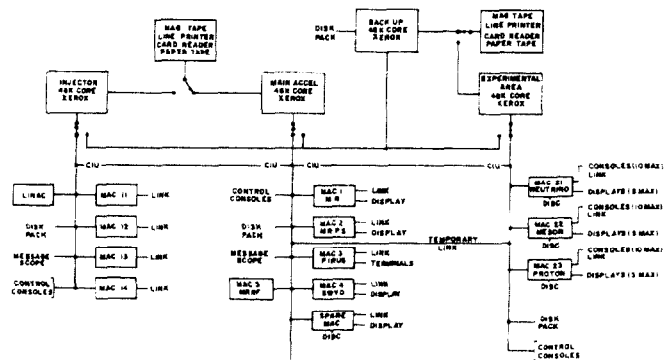 MAG TAPE
LINE PRINTER
CARD READER
PAPER TAPE
DISK
PACK
BACK UP
48K CORE
XEROX
MAG TAPE
LINE PRINTER
CARD READER
PAPER TAPE
INJECTOR
48K CORE
XEROX
MAIN ACCEL
48K CORE
XEROX
EXPERIMENTAL
AREA
48K CORE
XEROX
CIU
CIU
CIU
CIU
LINAC
MAC 11
LINK
DISK
PACK
MAC 12
LINK
MESSAGE
SCOPE
MAC 13
LINK
CONTROL
CONSOLES
MAC 14
LINK
CONTROL
CONSOLES
MAC 1
MR
LINK
DISPLAY
DISK
PACK
MAC 2
MRPS
LINK
DISPLAY
MESSAGE
SCOPE
MAC 3
LINK
TERMINALS
MAC 5
MRRF
MAC 4
SWYD
LINK
DISPLAY
SPARE
MAC
DISC
LINK
DISPLAY
TEMPORARY
LINK
CONSOLES (10 MAX)
LINK
MAC 21
NEUTRINO
DISC
DISPLAYS (5 MAX)
CONSOLES (10 MAX)
LINK
MAC 22
MESON
DISC
DISPLAYS (5 MAX)
CONSOLES (10 MAX)
LINK
MAC 23
PROTON
DISC
DISPLAYS (5 MAX)
DISK
PACK
CONTROL
CONSOLES